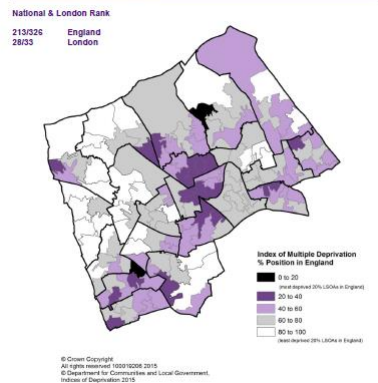 National & London Rank
213/326 England
28/33 London
Index of Multiple Deprivation
% Position in England
0 to 20
(most deprived 20% LSOAs in England)
20 to 40
40 to 60
60 to 80
80 to 100
(least deprived 20% LSOAs in England)
© Crown Copyright
All rights reserved 100019206 2015
© Department for Communities and Local Government,
Indices of Deprivation 2015